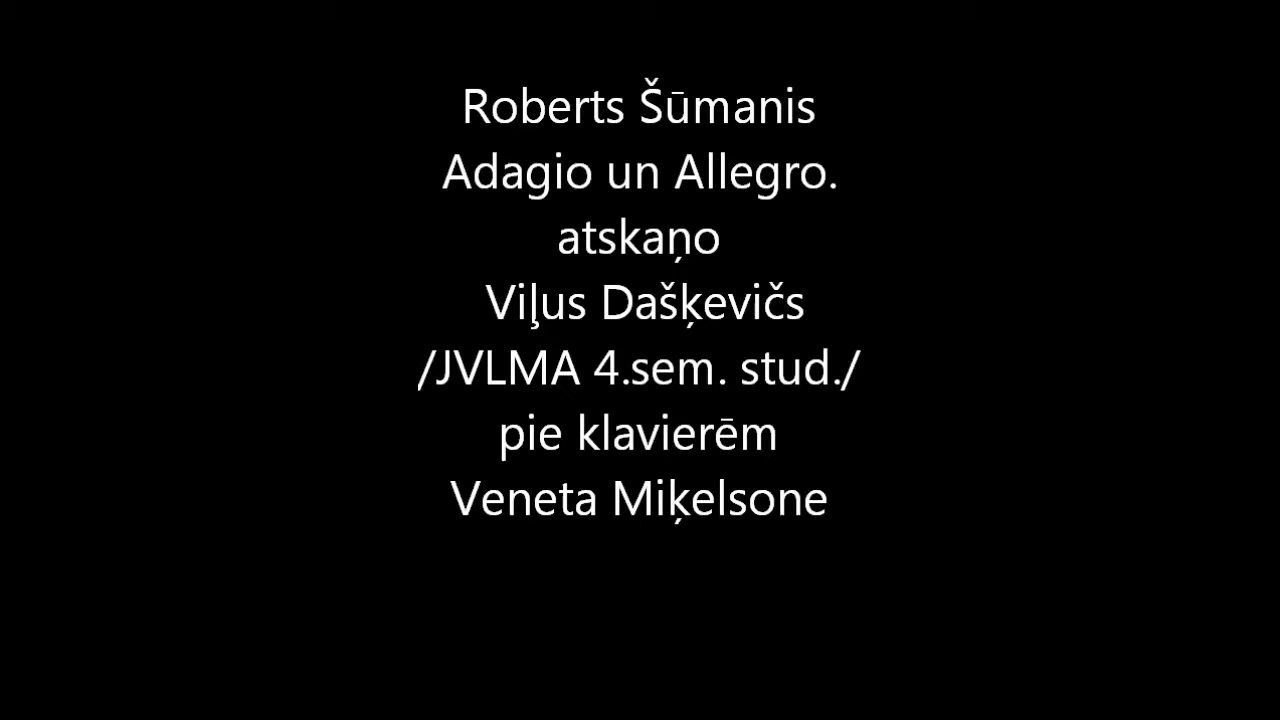 Roberts Šūmanis
Adagio un Allegro.
atskaņo
Viļus Dašķevičs
/JVLMA 4.sem. stud./
pie klavierēm
Veneta Miķelsone